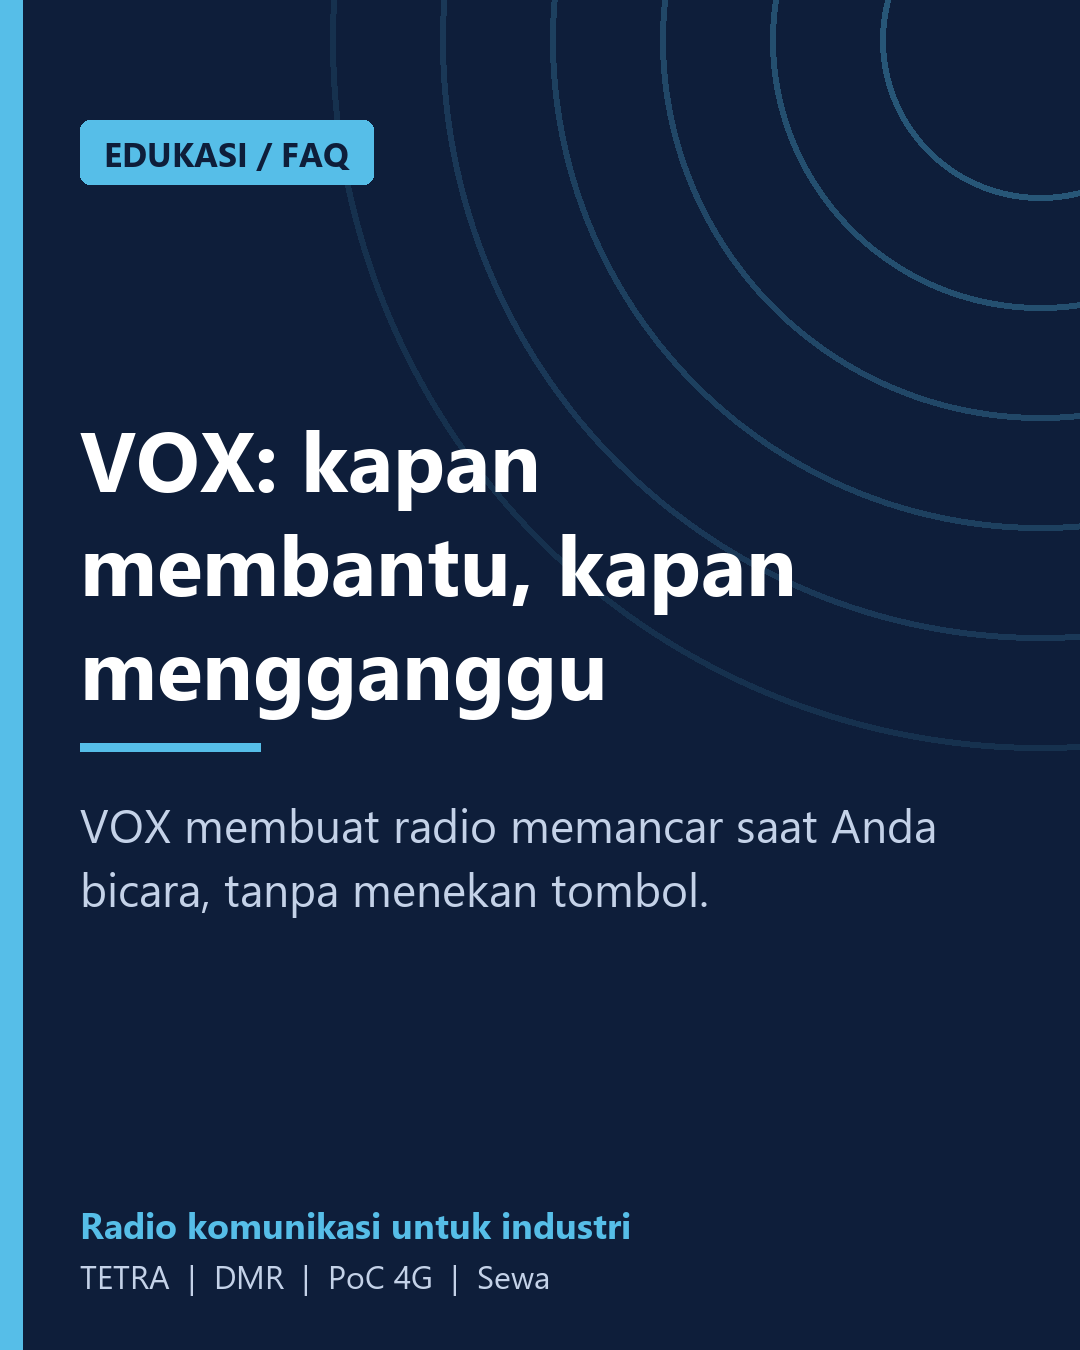 EDUKASI / FAQ
VOX: kapan
membantu, kapan
mengganggu
VOX membuat radio memancar saat Anda
bicara, tanpa menekan tombol.
Radio komunikasi untuk industri
TETRA | DMR | PoC 4G | Sewa